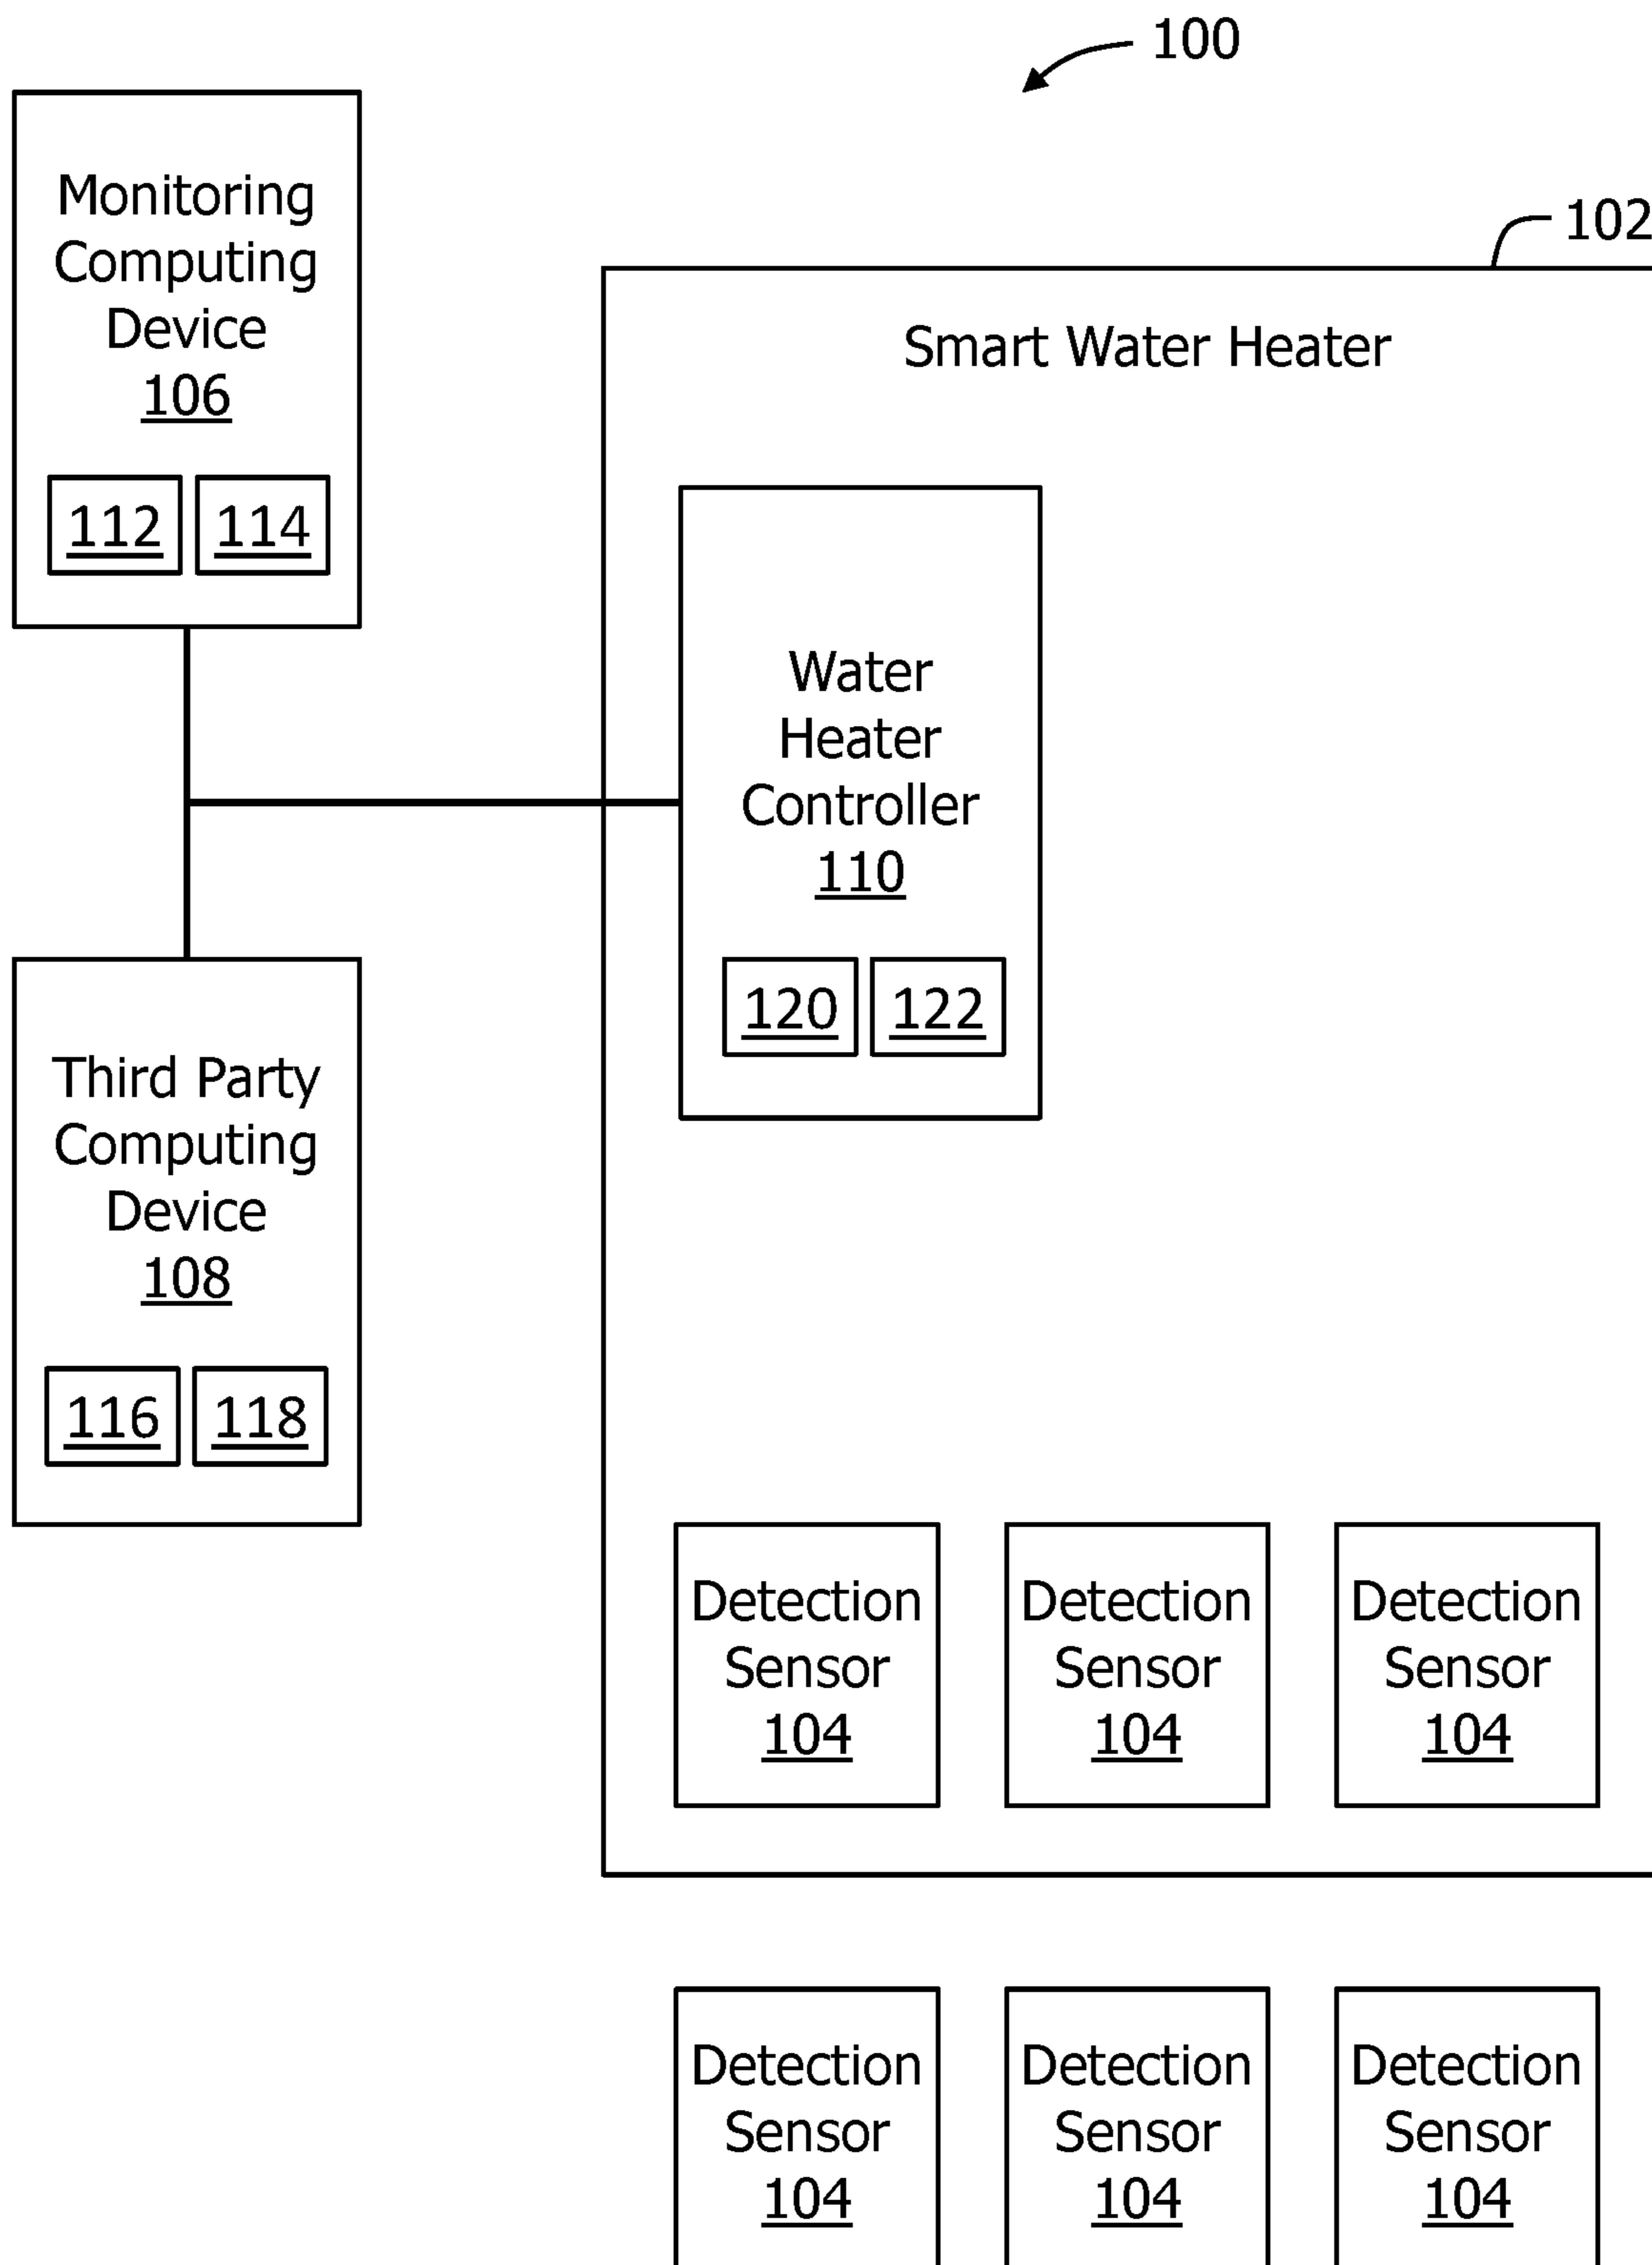 100
Monitoring
Computing
Device
106
112 114
102
Smart Water Heater
Water
Heater
Controller
110
120 122
Third Party
Computing
Device
108
116 118
Detection
Sensor
104
Detection
Sensor
104
Detection
Sensor
104
Detection
Sensor
104
Detection
Sensor
104
Detection
Sensor
104